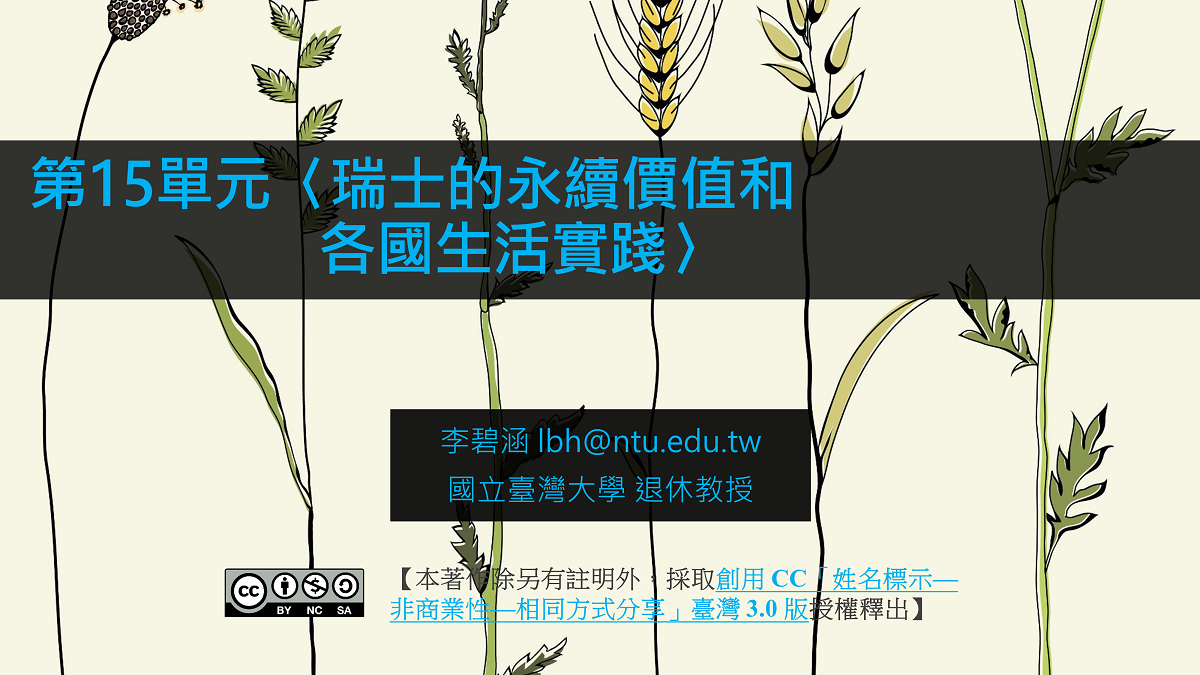 第15單元〈瑞士的永續價值和
各國生活實踐〉
李碧涵 lbh@ntu.edu.tw
國立臺灣大學 退休教授
cc BY NC SA
【本著作除另有註明外，採取創用 CC「姓名標示—
非商業性—相同方式分享」臺灣 3.0 版授權釋出】